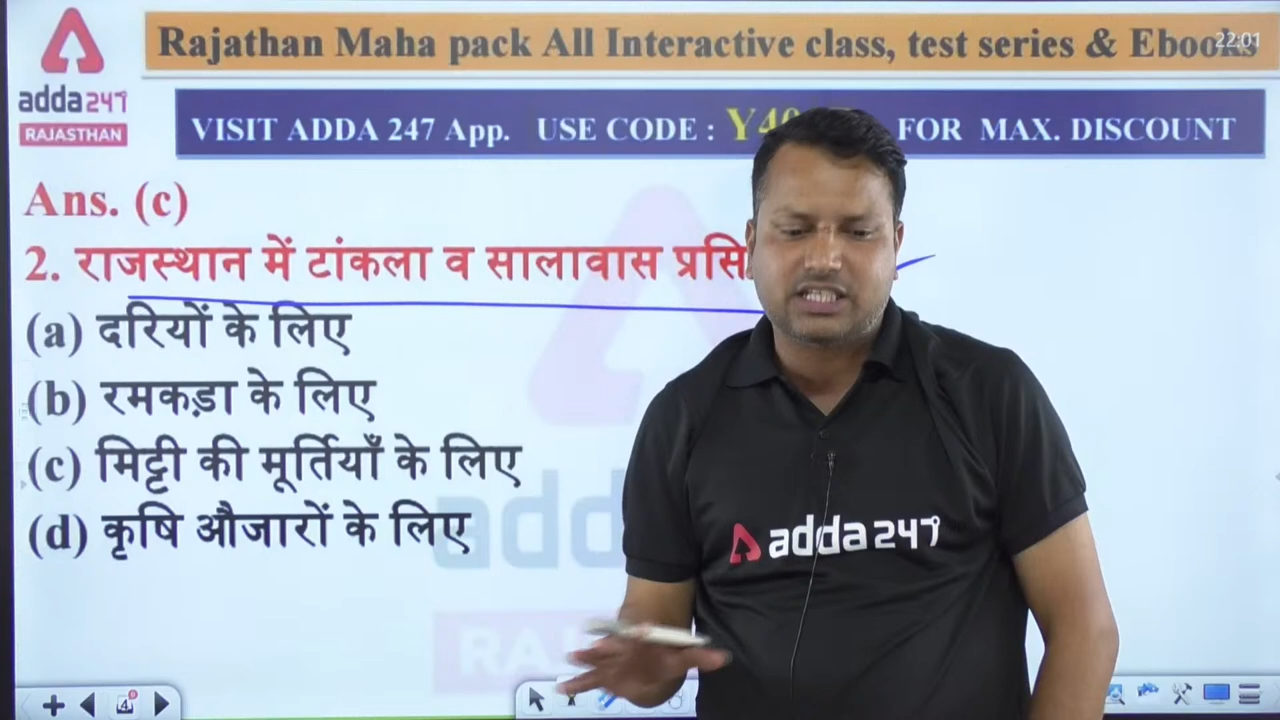 Rajathan Maha pack All Interactive class, test series & Ebooks
22:01
adda247
RAJASTHAN
VISIT ADDA 247 App. USE CODE : FOR MAX. DISCOUNT
Ans. (c)
2. राजस्थान में टांकला व सालावास
(a) दरियों के लिए
(b) रमकड़ा के लिए
(c) मिट्टी की मूर्तियाँ के लिए
(d) कृषि औजारों के लिए
adda247